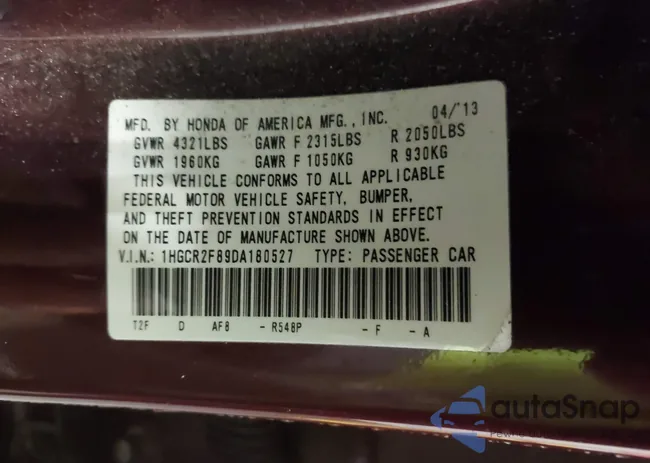 MFD. BY HONDA OF AMERICA MFG., INC. 04/'13
GVWR 4321LBS GAWR F 2315LBS R 2050LBS
GVWR 1960KG GAWR F 1050KG R 930KG
THIS VEHICLE CONFORMS TO ALL APPLICABLE
FEDERAL MOTOR VEHICLE SAFETY, BUMPER,
AND THEFT PREVENTION STANDARDS IN EFFECT
ON THE DATE OF MANUFACTURE SHOWN ABOVE.
V.I.N.: 1HGCR2F89DA180527 TYPE: PASSENGER CAR
T2F D AF8 - R548P - F - A
autoSnap